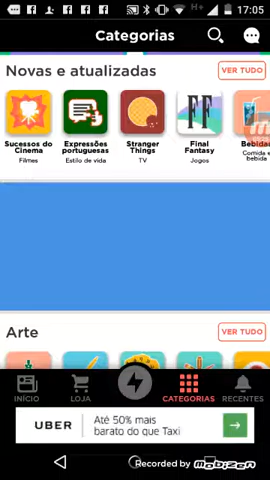 H+ 17:05
Categorias
Novas e atualizadas VER TUDO
Sucessos do Cinema
Filmes
Expressões portuguesas
Estilo de vida
Stranger Things
TV
FF
Final Fantasy
Jogos
Bebidas
Comida e bebida
Arte VER TUDO
INÍCIO LOJA CATEGORIAS RECENTES
UBER Até 50% mais
barato do que Taxi
Recorded by mobizen